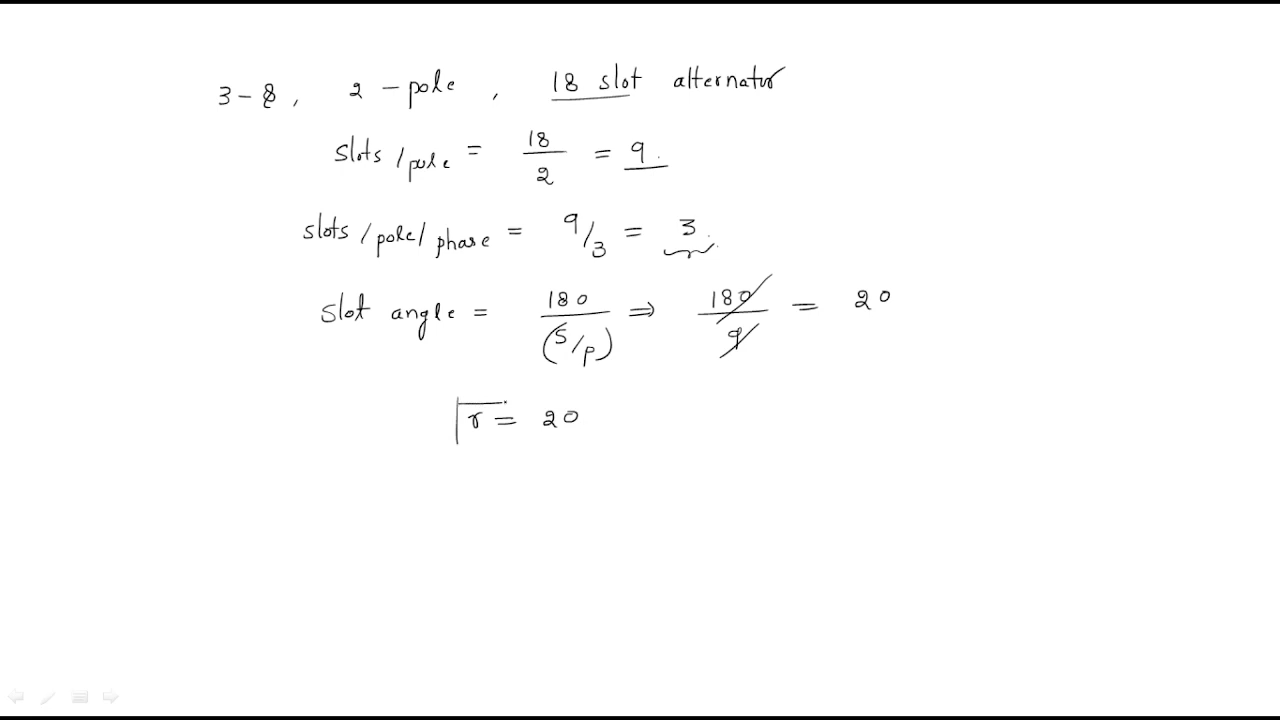 3-8, 2-pole, 18 slot alternator
slots/pole = 18/2 = 9.
slots/pole/phase = 9/3 = 3.
slot angle = 180/(S/p) ⇒ 180/9 = 20
r = 20